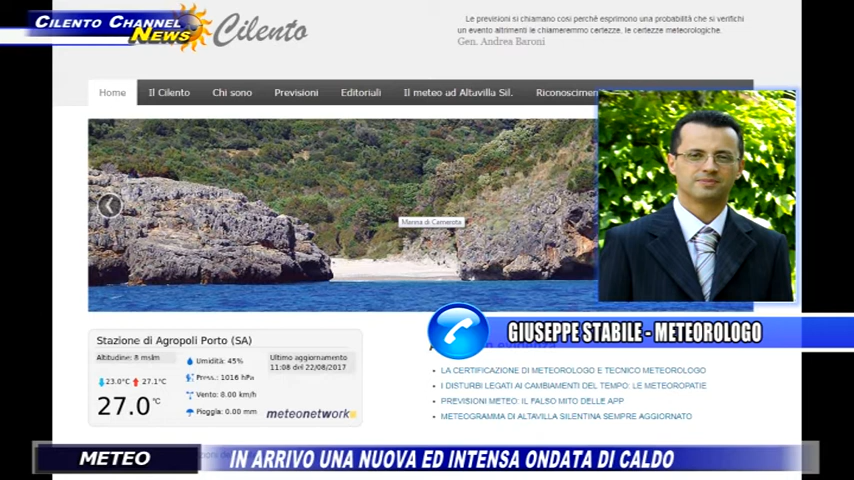 CILENTO CHANNEL
NEWS
Cilento
Le previsioni si chiamano così perchè esprimono una probabilità che si verifichi
un evento altrimenti le chiameremmo certezze, le certezze meteorologiche.
Gen. Andrea Baroni
Home Il Cilento Chi sono Previsioni Editoriali Il meteo ad Altavilla Sil.
Marina di Camerota
GIUSEPPE STABILE - METEOROLOGO
Stazione di Agropoli Porto (SA)
Altitudine: 8 mslm
23.0°C 27.1°C
27.0 °C
Umidità: 45%
Press.: 1016 hPa
Vento: 8.00 km/h
Pioggia: 0.00 mm
Ultimo aggiornamento
11:08 del 22/08/2017
meteonetwork
LA CERTIFICAZIONE DI METEOROLOGO E TECNICO METEOROLOGO
I DISTURBI LEGATI AI CAMBIAMENTI DEL TEMPO: LE METEOROPATIE
PREVISIONI METEO: IL FALSO MITO DELLE APP
METEOGRAMMA DI ALTAVILLA SILENTINA SEMPRE AGGIORNATO
METEO IN ARRIVO UNA NUOVA ED INTENSA ONDATA DI CALDO